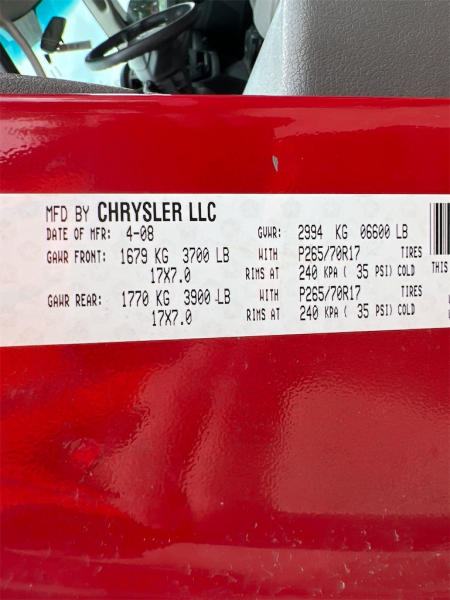 MFD BY CHRYSLER LLC
DATE OF MFR: 4-08 GVWR: 2994 KG 06600 LB
GAWR FRONT: 1679 KG 3700 LB WITH P265/70R17 TIRES
17X7.0 RIMS AT 240 KPA ( 35 PSI) COLD THIS
GAWR REAR: 1770 KG 3900 LB WITH P265/70R17 TIRES
17X7.0 RIMS AT 240 KPA ( 35 PSI) COLD